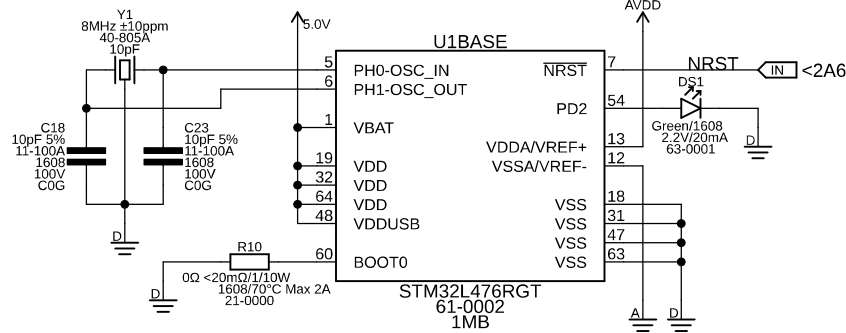 Y1
8MHz ±10ppm
40-805A
10pF
5.0V
AVDD
U1BASE
5 PH0-OSC_IN
6 PH1-OSC_OUT
1 VBAT
19 VDD
32 VDD
64 VDD
48 VDDUSB
60 BOOT0
NRST 7
PD2 54
VDDA/VREF+ 13
VSSA/VREF- 12
VSS 18
VSS 31
VSS 47
VSS 63
STM32L476RGT
61-0002
1MB
NRST
IN <2A6
DS1
Green/1608
2.2V/20mA
63-0001
D
C18
10pF 5%
11-100A
1608
100V
C0G
C23
10pF 5%
11-100A
1608
100V
C0G
D
R10
0Ω <20mΩ/1/10W
1608/70°C Max 2A
21-0000
D
A
D